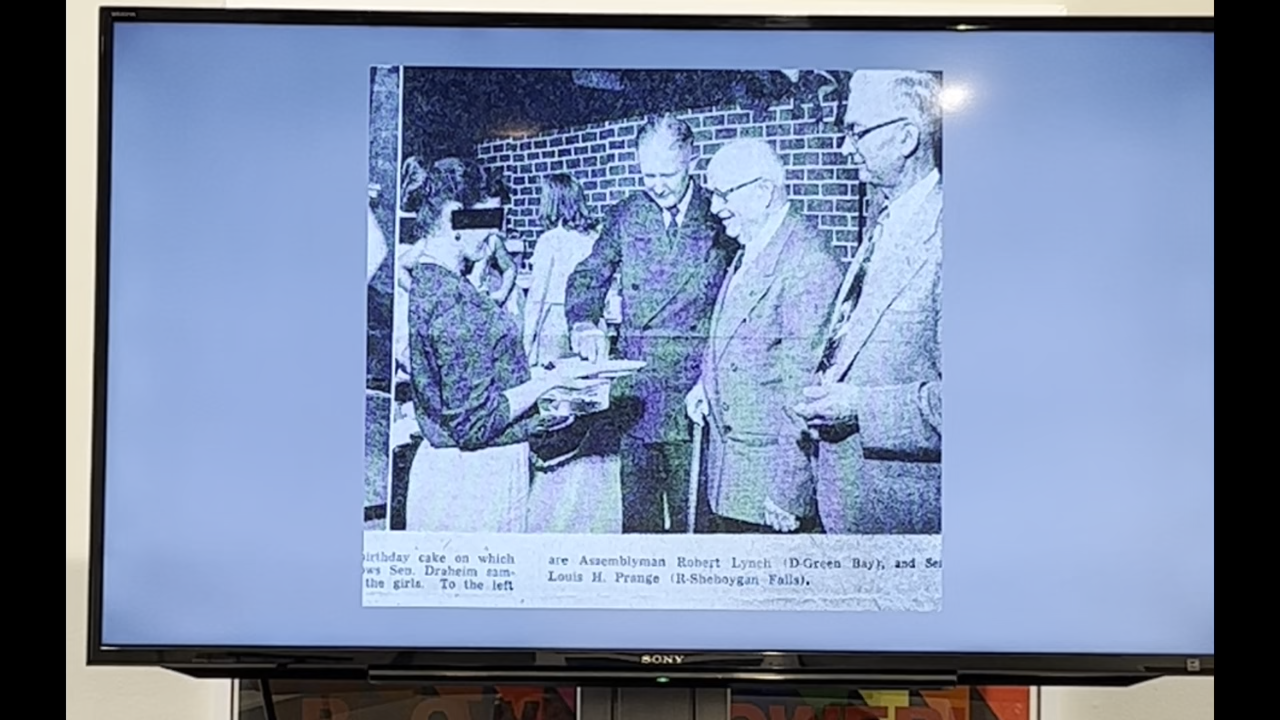 birthday cake on which
ws Sen. Draheim sam-
the girls. To the left
are Assemblyman Robert Lynch (D-Green Bay), and Se
Louis H. Prange (R-Sheboygan Falls).
SONY